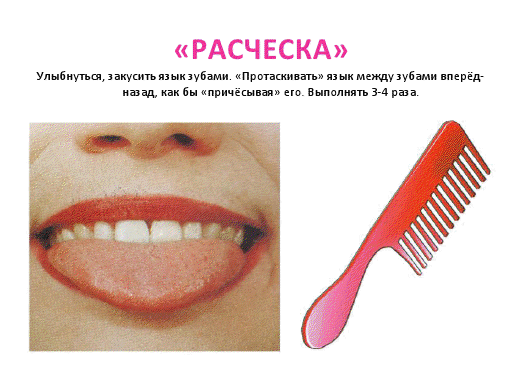 «РАСЧЕСКА»
Улыбнуться, закусить язык зубами. «Протаскивать» язык между зубами вперёд-
назад, как бы «причёсывая» его. Выполнять 3-4 раза.